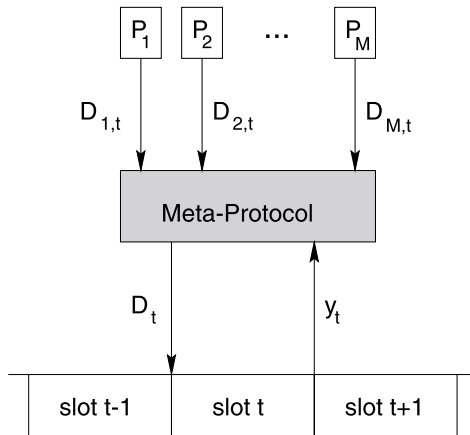 P1 P2 ... PM
D1,t D2,t DM,t
Meta-Protocol
Dt yt
slot t-1 slot t slot t+1